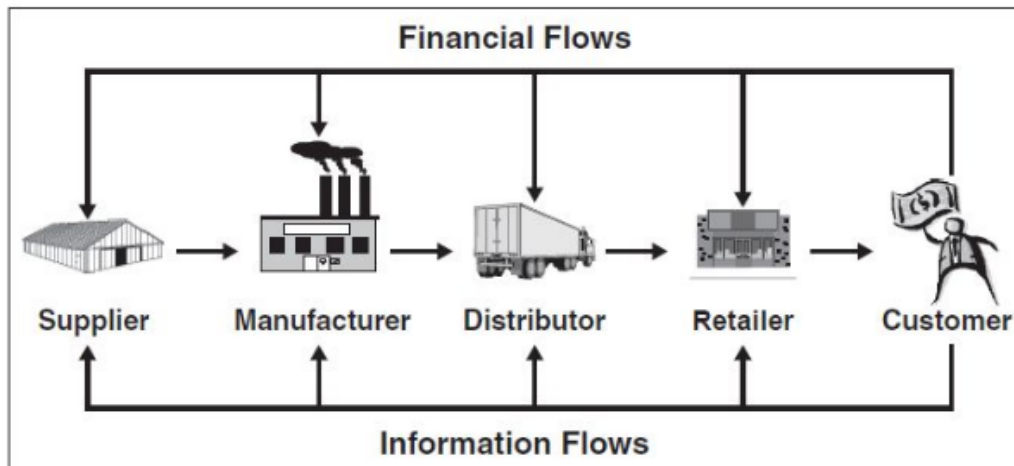 Financial Flows
Supplier Manufacturer Distributor Retailer Customer
Information Flows